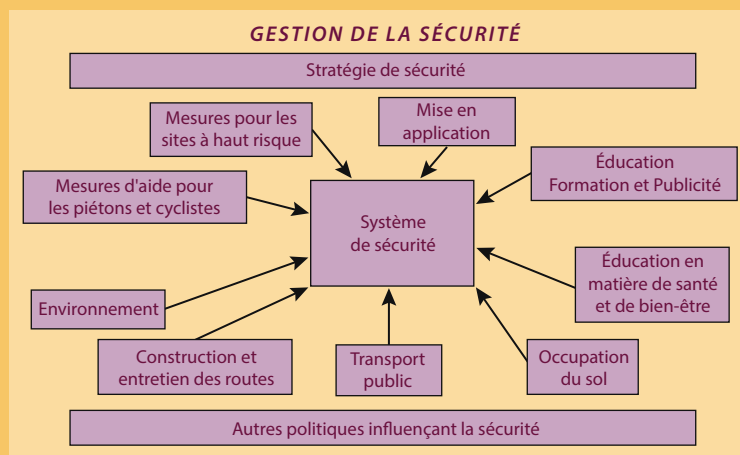 GESTION DE LA SÉCURITÉ
Stratégie de sécurité
Mesures pour les
sites à haut risque
Mise en
application
Mesures d'aide pour
les piétons et cyclistes
Éducation
Formation et Publicité
Système
de sécurité
Éducation en
matière de santé
et de bien-être
Environnement
Construction et
entretien des routes
Transport
public
Occupation
du sol
Autres politiques influençant la sécurité